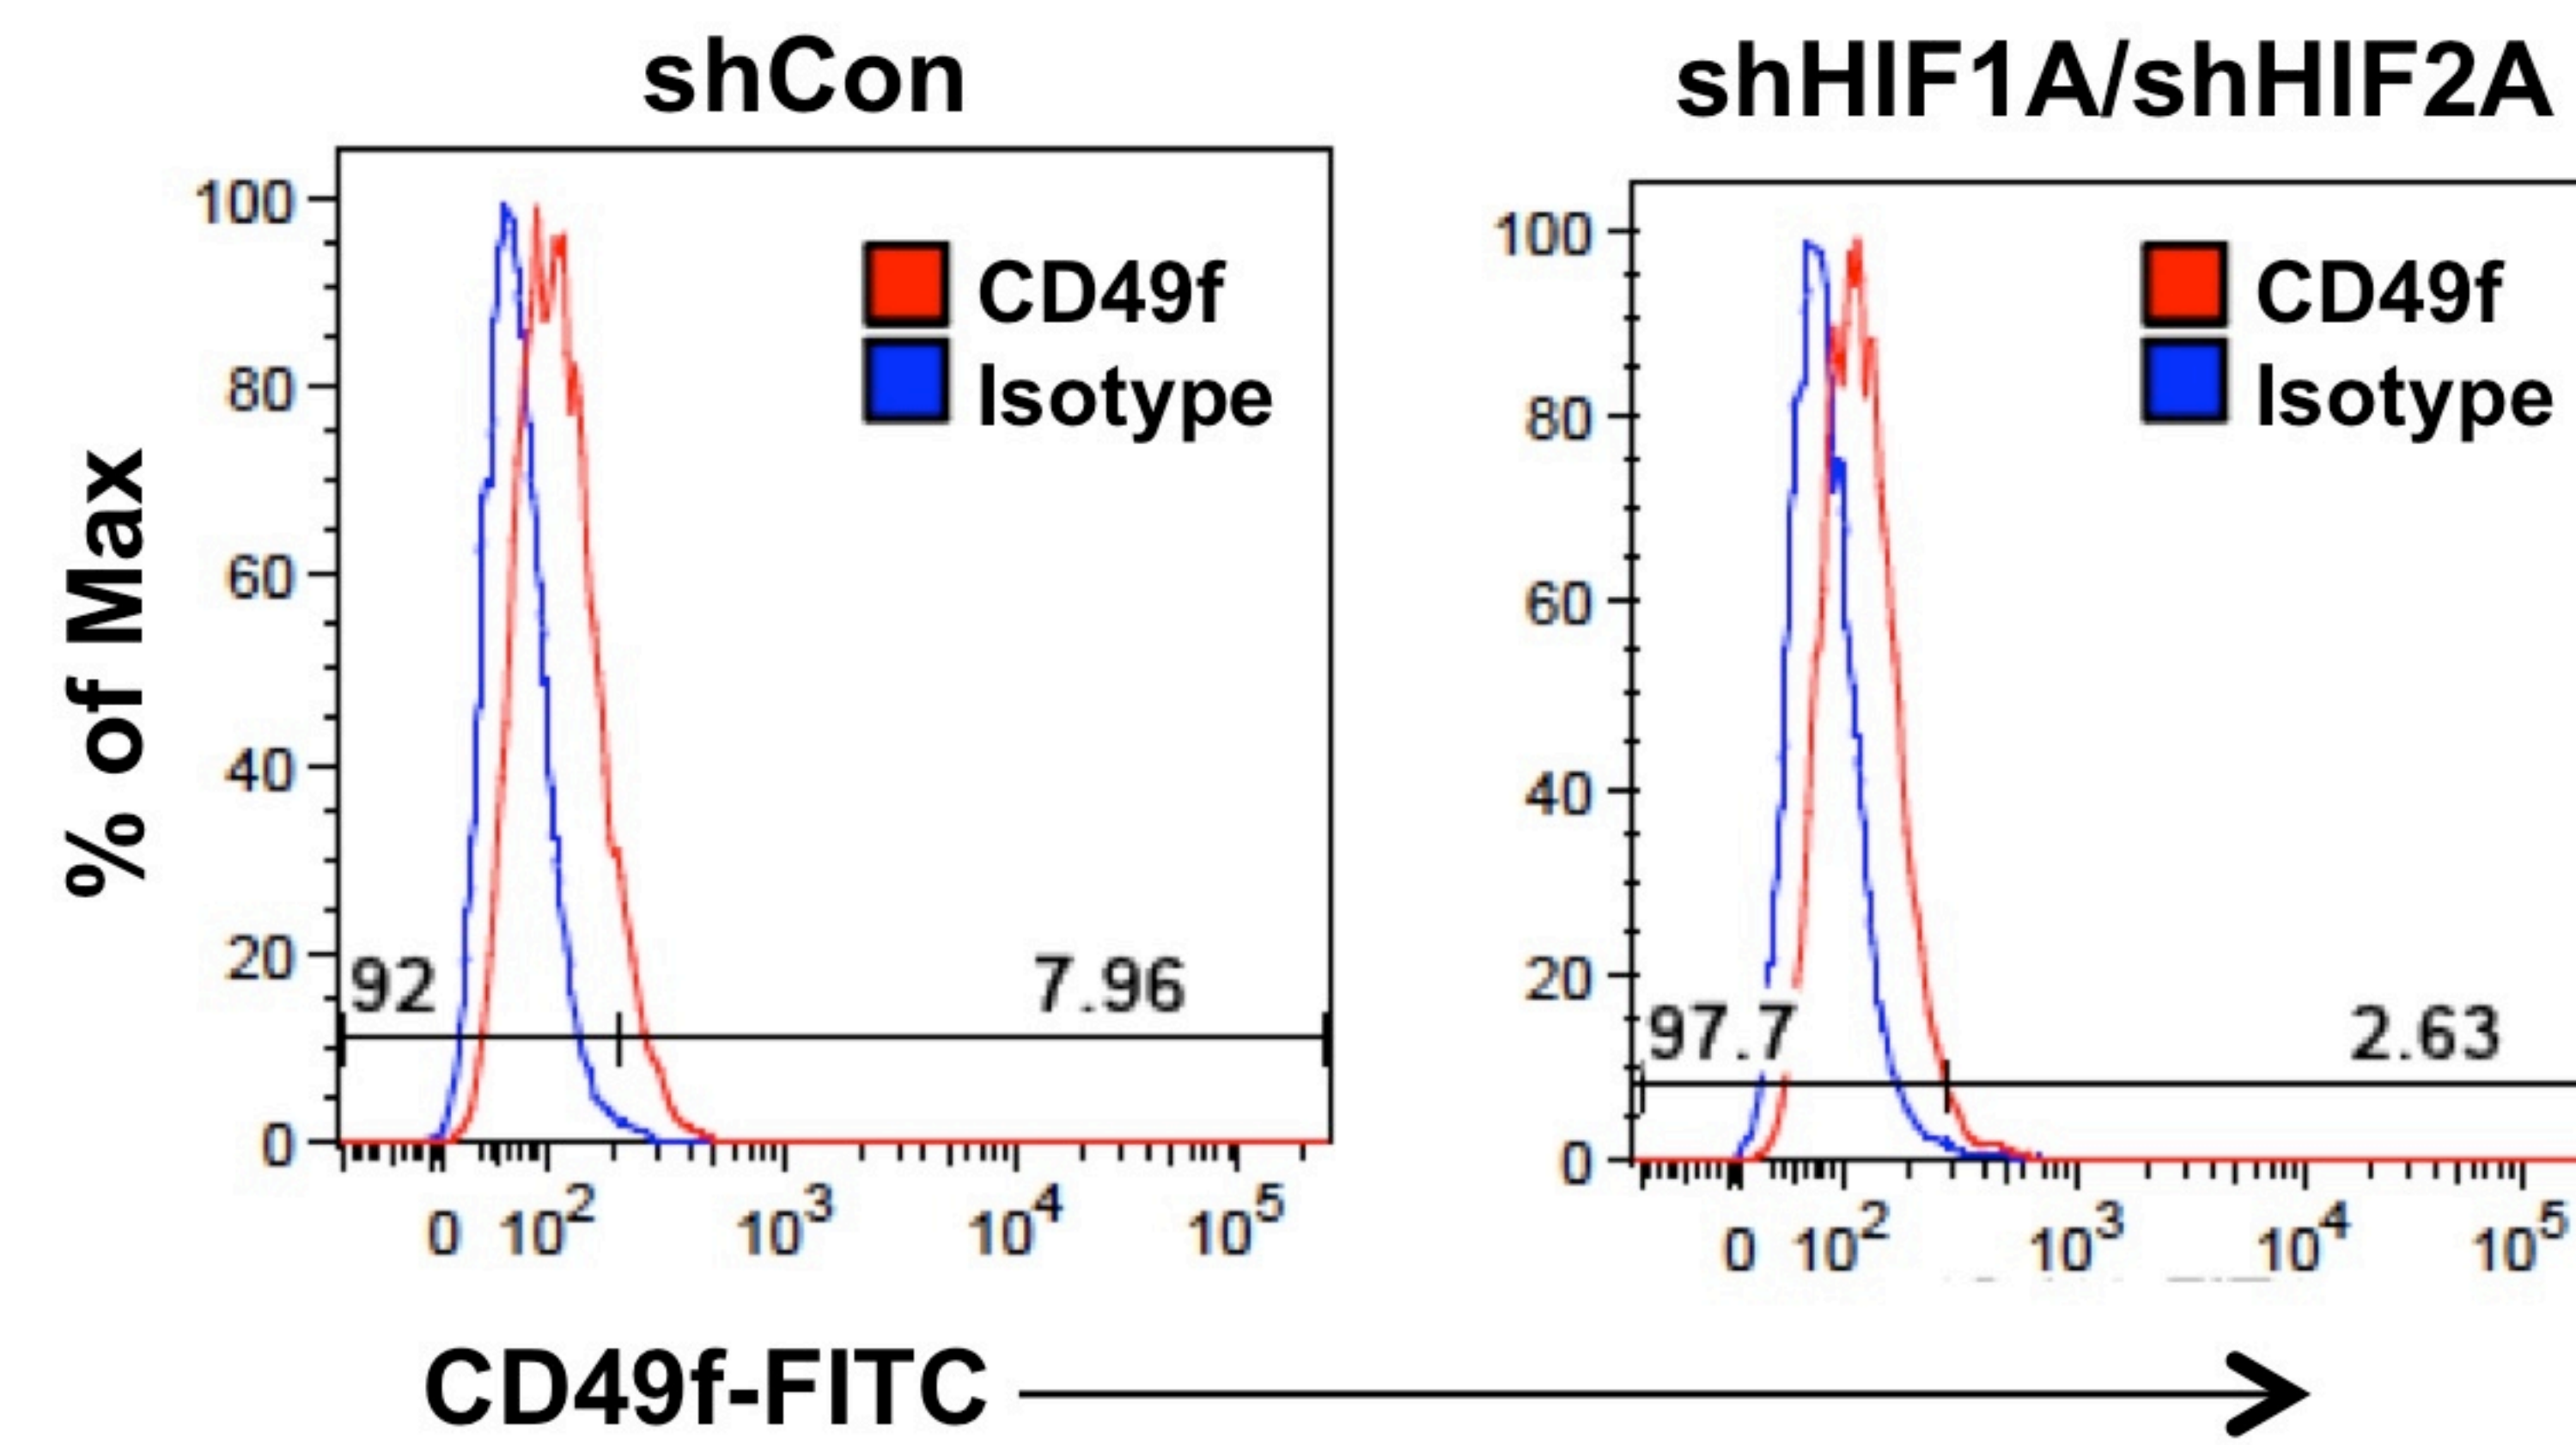 shCon
shHIF1A/shHIF2A
% of Max
100
80
60
40
20
0
CD49f
Isotype
92
7.96
0 10² 10³ 10⁴ 10⁵
100
80
60
40
20
0
CD49f
Isotype
97.7
2.63
0 10² 10³ 10⁴ 10⁵
CD49f-FITC